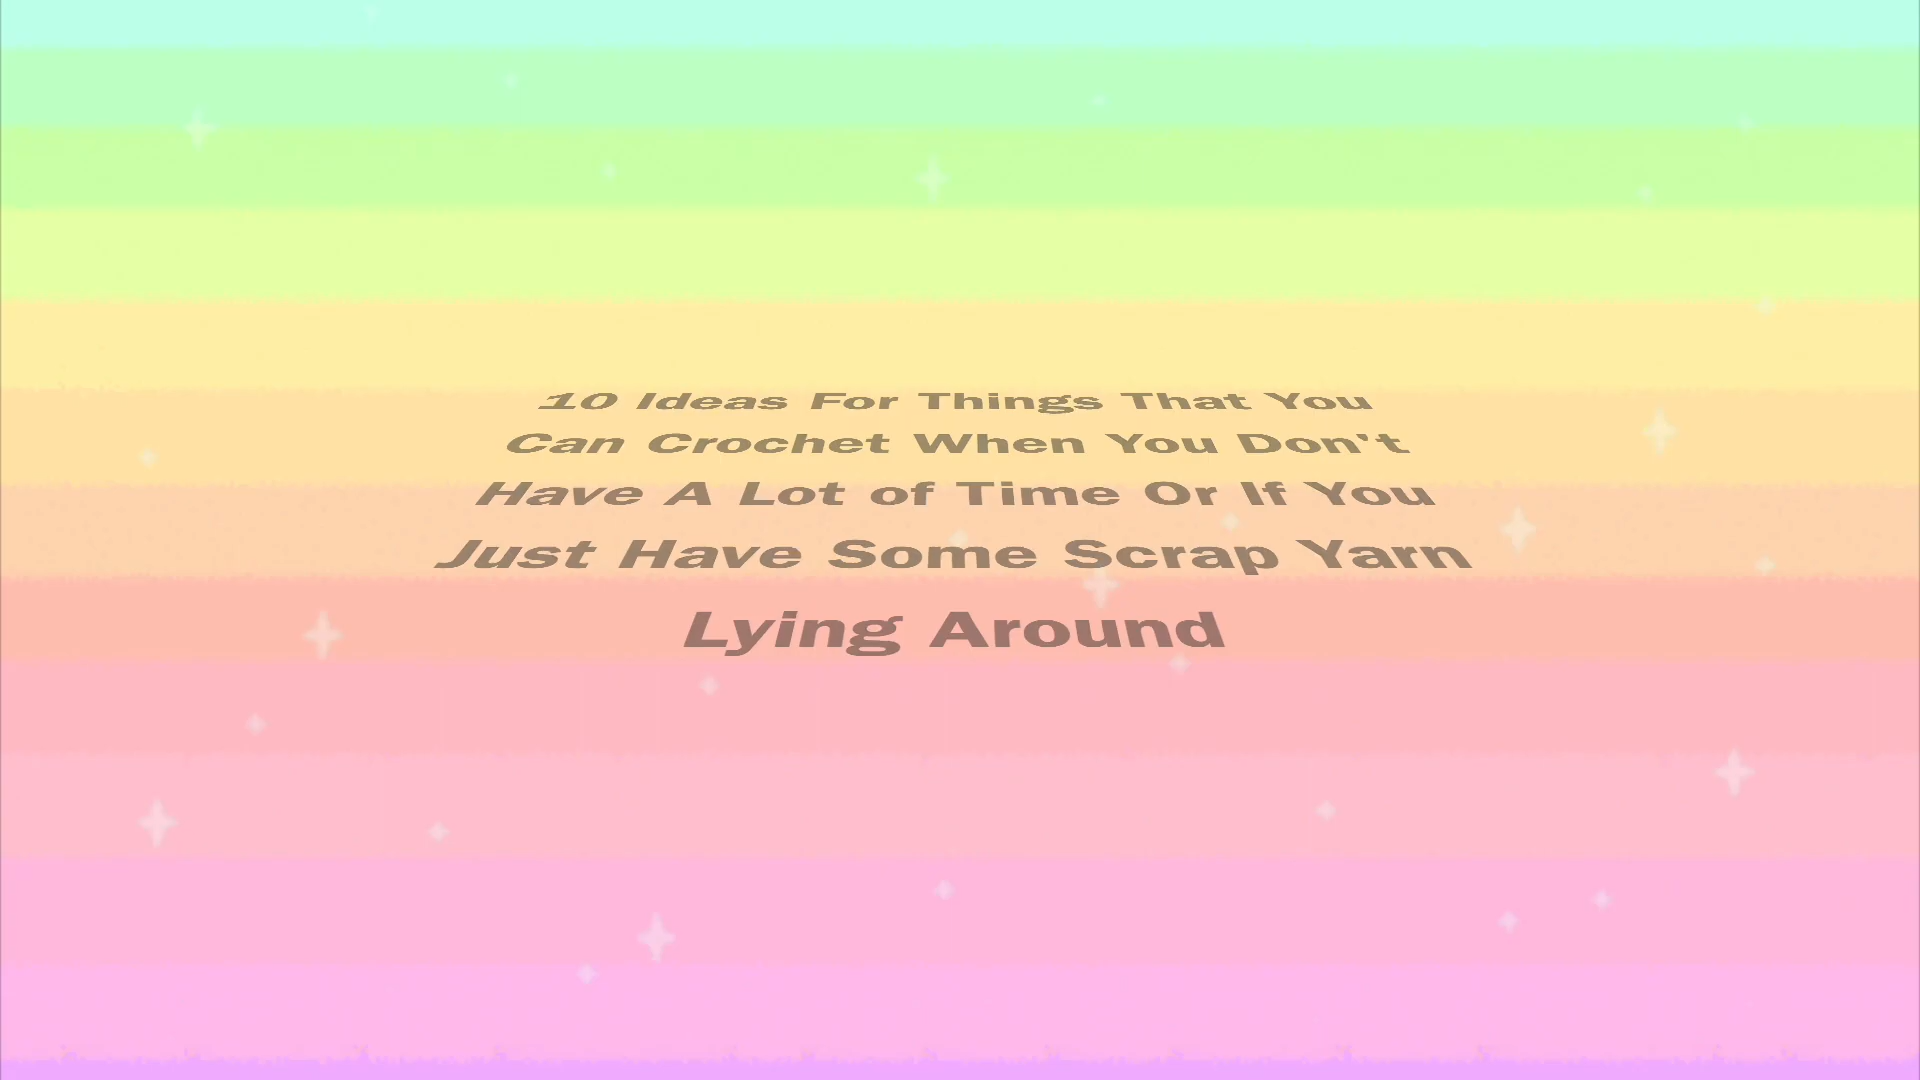 10 Ideas For Things That You
Can Crochet When You Don't
Have A Lot of Time Or If You
Just Have Some Scrap Yarn
Lying Around